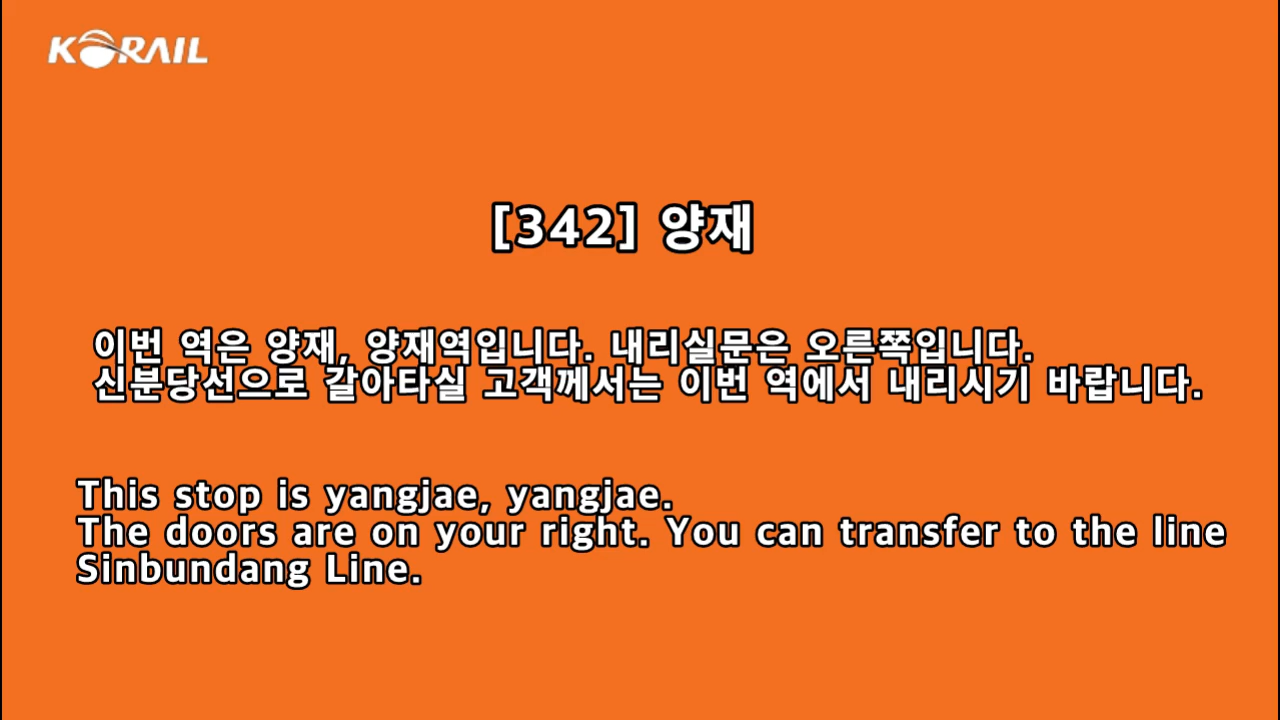 KORAIL
[342] 양재
이번 역은 양재, 양재역입니다. 내리실문은 오른쪽입니다.
신분당선으로 갈아타실 고객께서는 이번 역에서 내리시기 바랍니다.
This stop is yangjae, yangjae.
The doors are on your right. You can transfer to the line
Sinbundang Line.